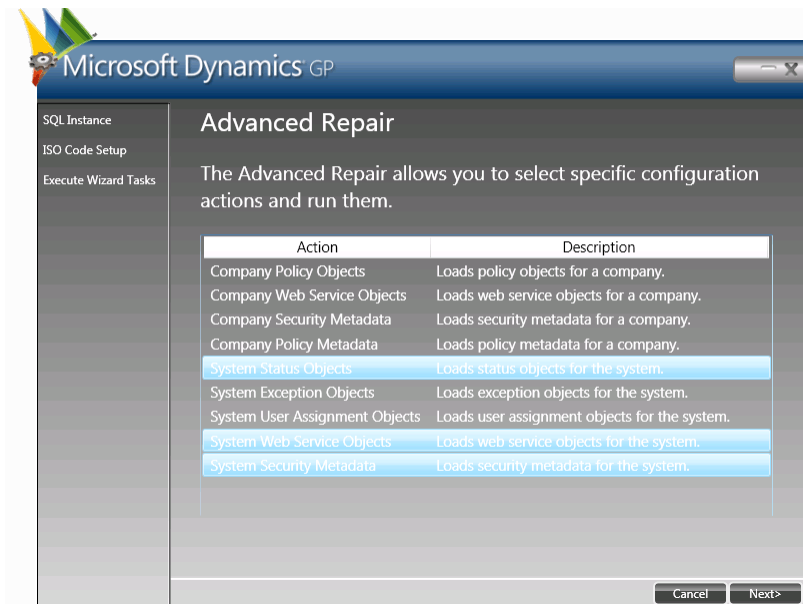 Microsoft Dynamics GP
SQL Instance
ISO Code Setup
Execute Wizard Tasks
Advanced Repair
The Advanced Repair allows you to select specific configuration
actions and run them.
Action Description
Company Policy Objects Loads policy objects for a company.
Company Web Service Objects Loads web service objects for a company.
Company Security Metadata Loads security metadata for a company.
Company Policy Metadata Loads policy metadata for a company.
System Status Objects Loads status objects for the system.
System Exception Objects Loads exception objects for the system.
System User Assignment Objects Loads user assignment objects for the system.
System Web Service Objects Loads web service objects for the system.
System Security Metadata Loads security metadata for the system.
Cancel Next>